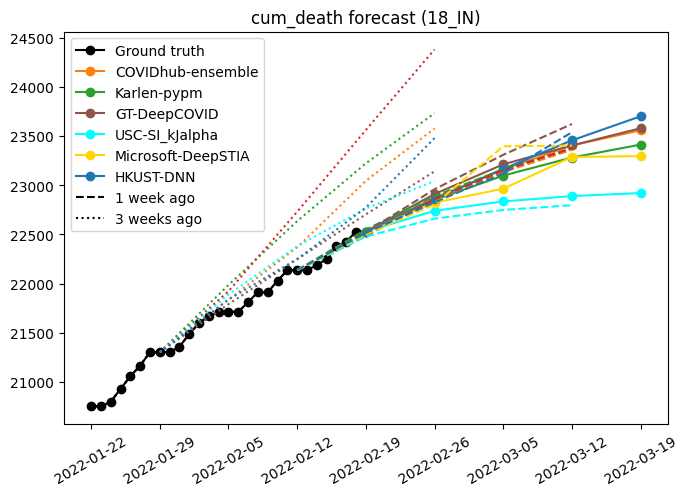 cum_death forecast (18_IN)
24500
24000
23500
23000
22500
22000
21500
21000
Ground truth
COVIDhub-ensemble
Karlen-pypm
GT-DeepCOVID
USC-SI_kJalpha
Microsoft-DeepSTIA
HKUST-DNN
1 week ago
3 weeks ago
2022-01-22
2022-01-29
2022-02-05
2022-02-12
2022-02-19
2022-02-26
2022-03-05
2022-03-12
2022-03-19